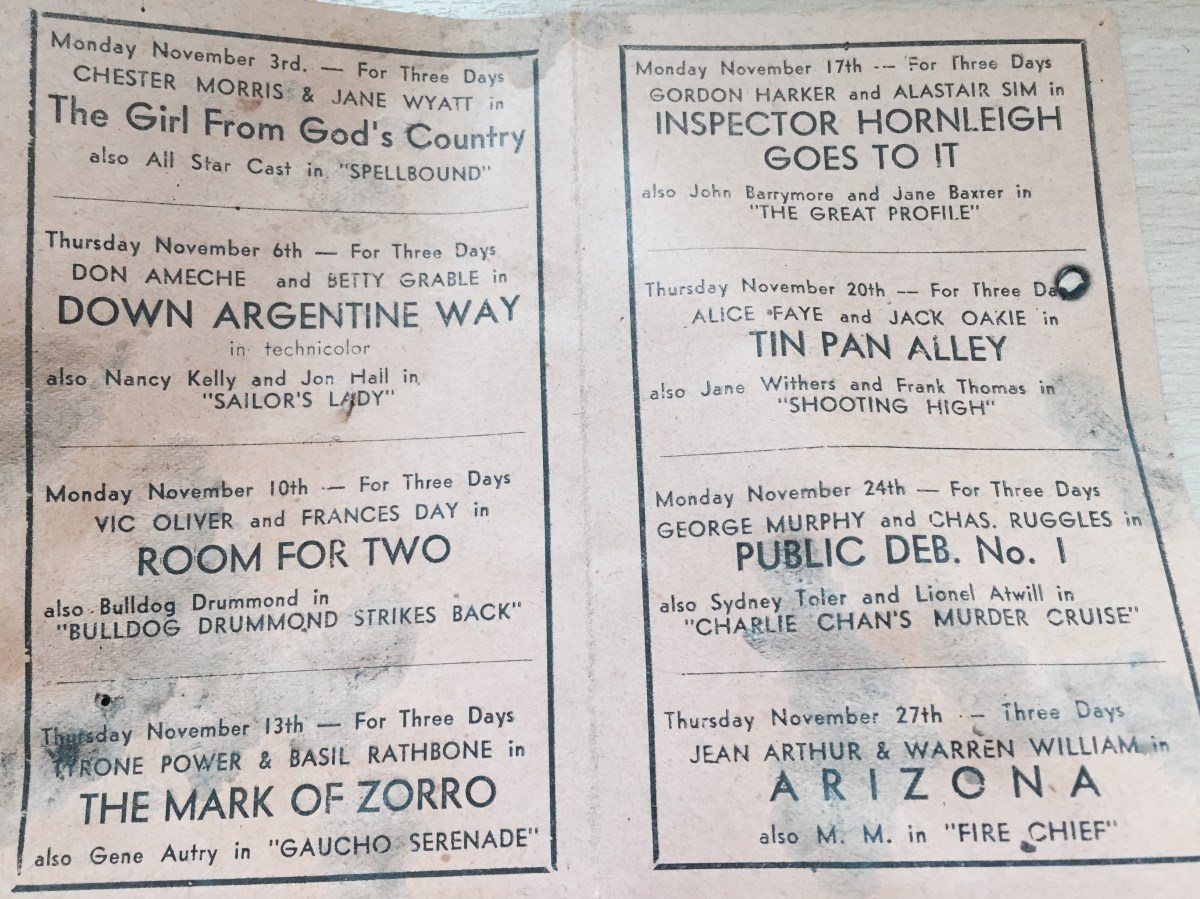 Monday November 3rd. — For Three Days
CHESTER MORRIS & JANE WYATT in
The Girl From God's Country
also All Star Cast in "SPELLBOUND"
Thursday November 6th — For Three Days
DON AMECHE and BETTY GRABLE in
DOWN ARGENTINE WAY
in technicolor
also Nancy Kelly and Jon Hall in
"SAILOR'S LADY"
Monday November 10th — For Three Days
VIC OLIVER and FRANCES DAY in
ROOM FOR TWO
also Bulldog Drummond in
"BULLDOG DRUMMOND STRIKES BACK"
Thursday November 13th — For Three Days
TYRONE POWER & BASIL RATHBONE in
THE MARK OF ZORRO
also Gene Autry in "GAUCHO SERENADE"
Monday November 17th --- For Three Days
GORDON HARKER and ALASTAIR SIM in
INSPECTOR HORNLEIGH
GOES TO IT
also John Barrymore and Jane Baxter in
"THE GREAT PROFILE"
Thursday November 20th — For Three Da
ALICE FAYE and JACK OAKIE in
TIN PAN ALLEY
also Jane Withers and Frank Thomas in
"SHOOTING HIGH"
Monday November 24th — For Three Days
GEORGE MURPHY and CHAS. RUGGLES in
PUBLIC DEB. No. 1
also Sydney Toler and Lionel Atwill in
"CHARLIE CHAN'S MURDER CRUISE"
Thursday November 27th — Three Days
JEAN ARTHUR & WARREN WILLIAM in
ARIZONA
also M. M. in "FIRE CHIEF"